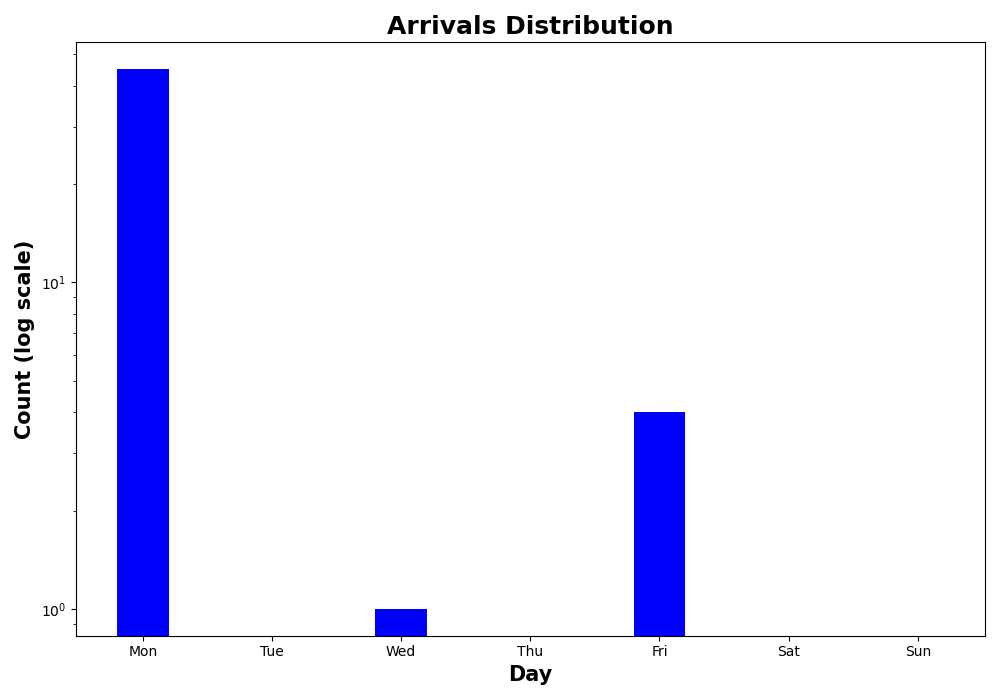 Arrivals Distribution
Count (log scale)
10¹
10⁰
Mon Tue Wed Thu Fri Sat Sun
Day